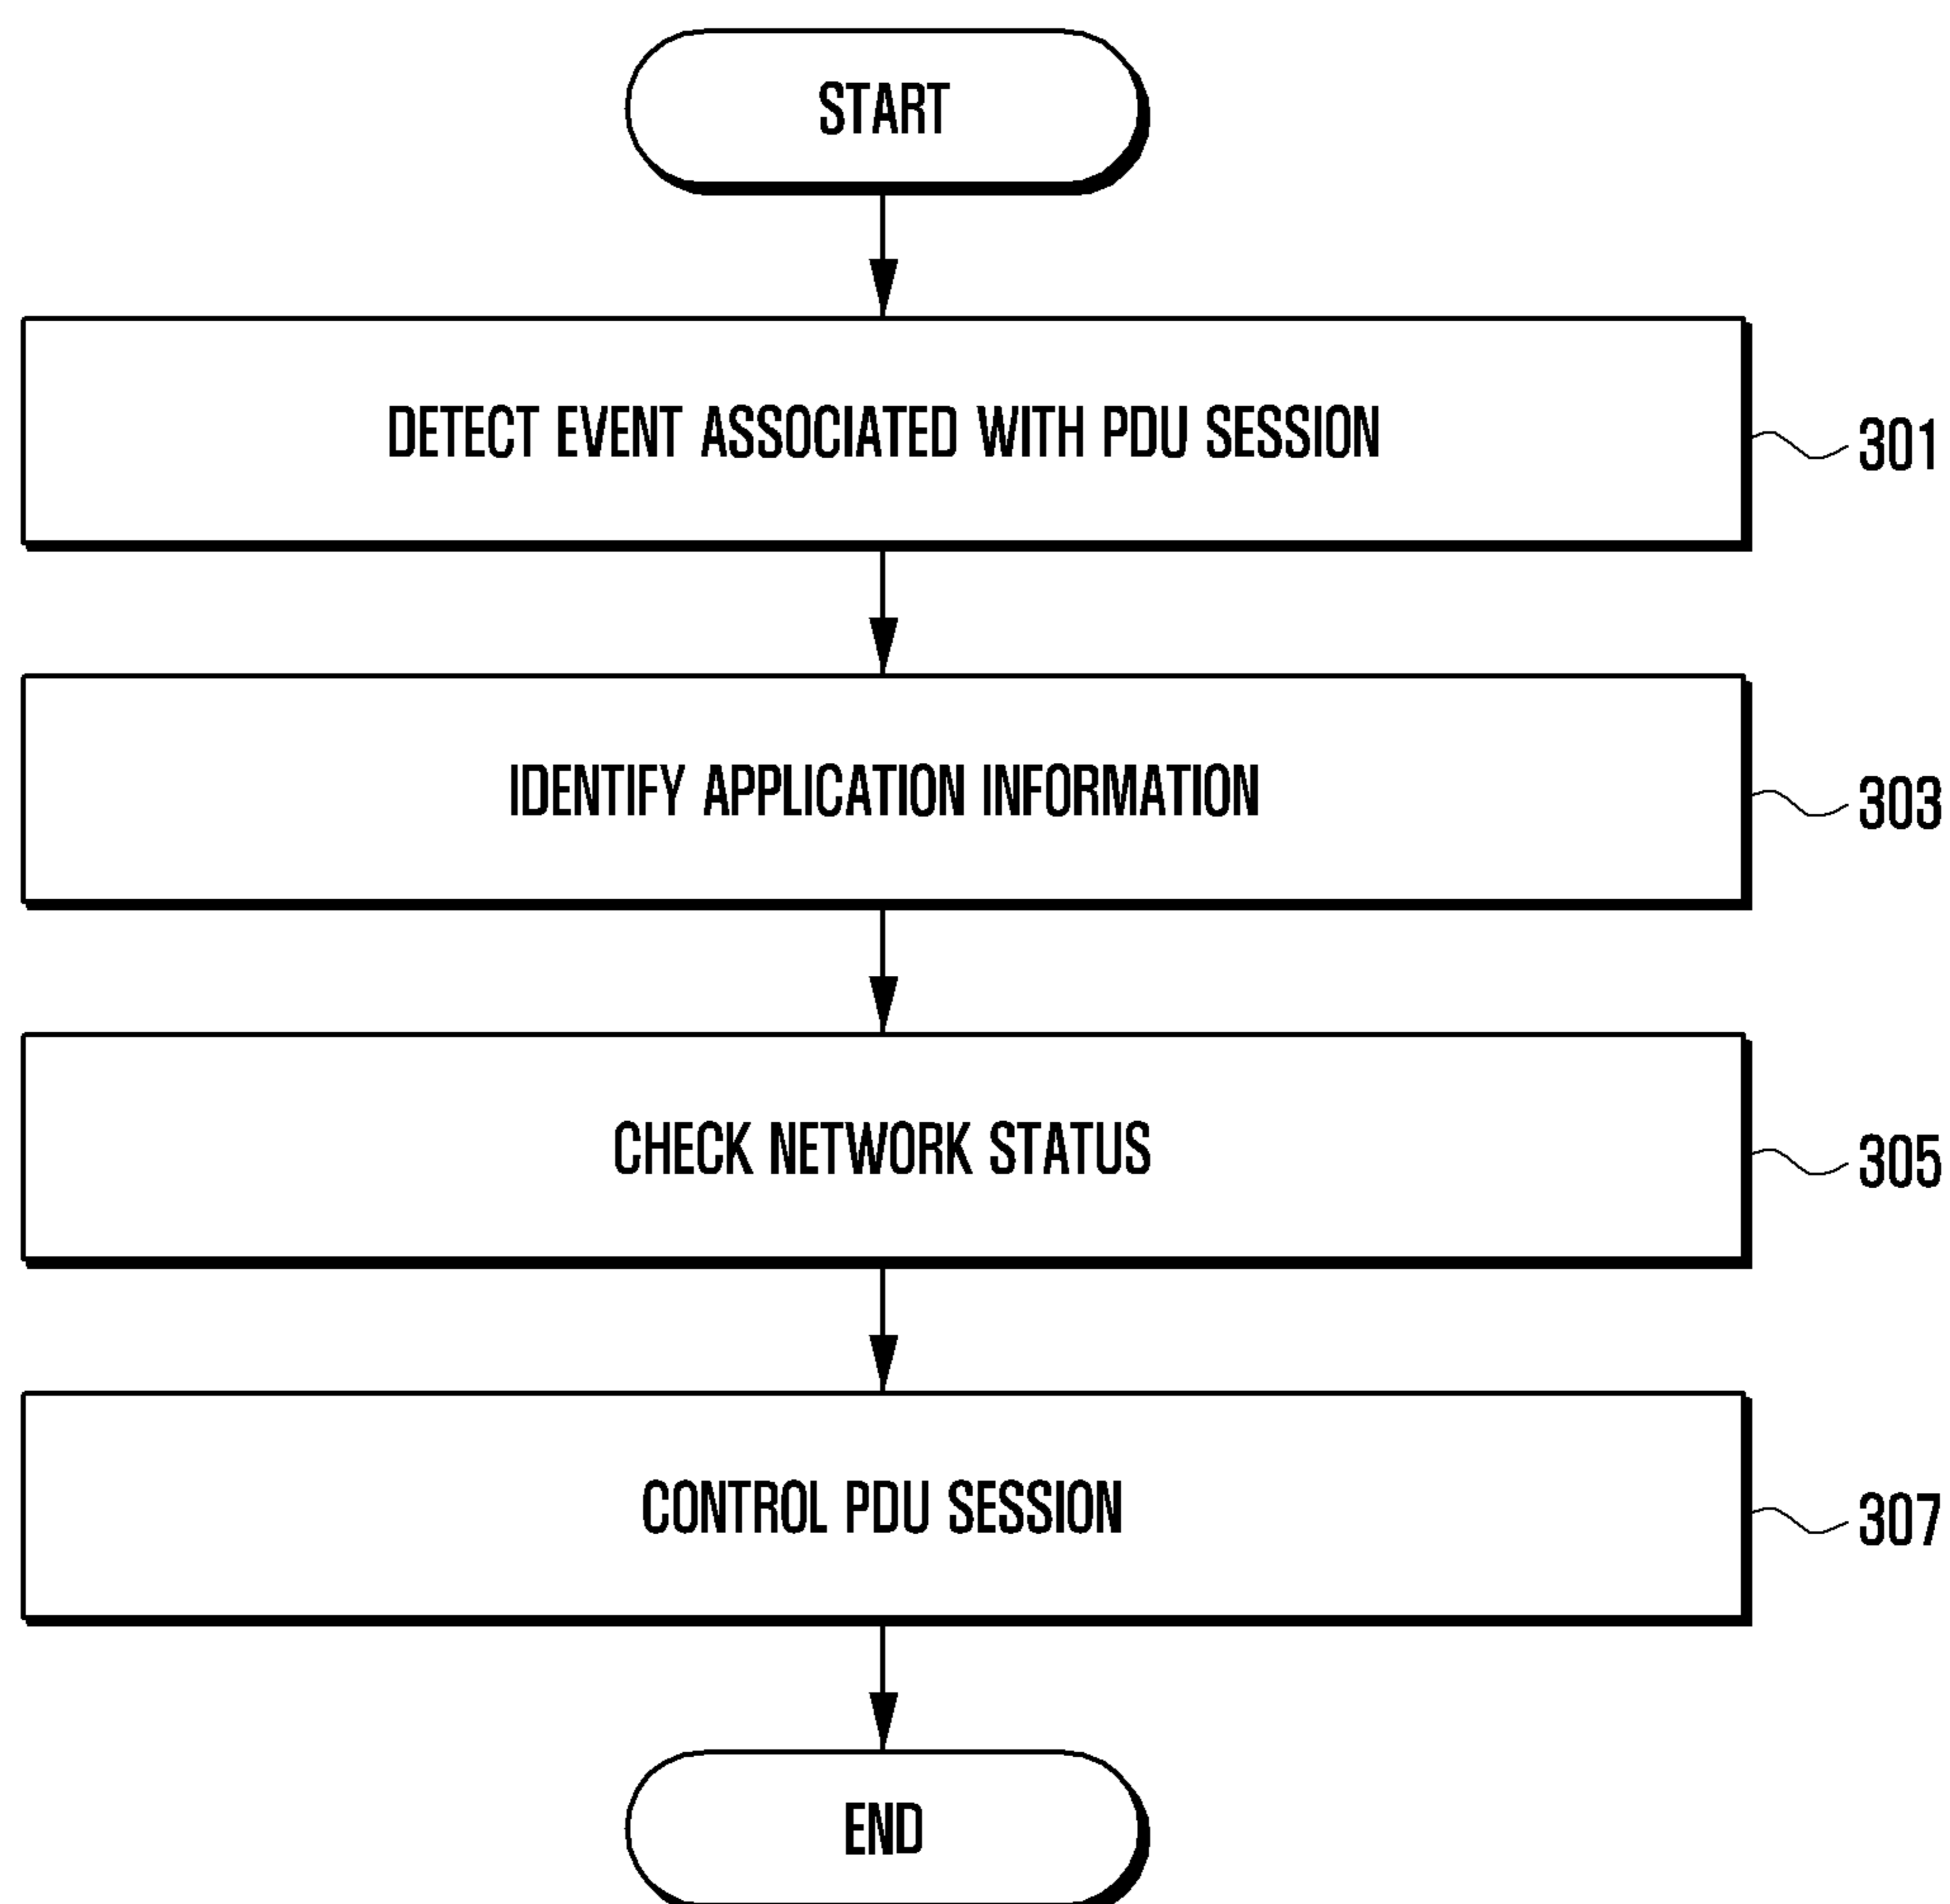 START
DETECT EVENT ASSOCIATED WITH PDU SESSION
301
IDENTIFY APPLICATION INFORMATION
303
CHECK NETWORK STATUS
305
CONTROL PDU SESSION
307
END